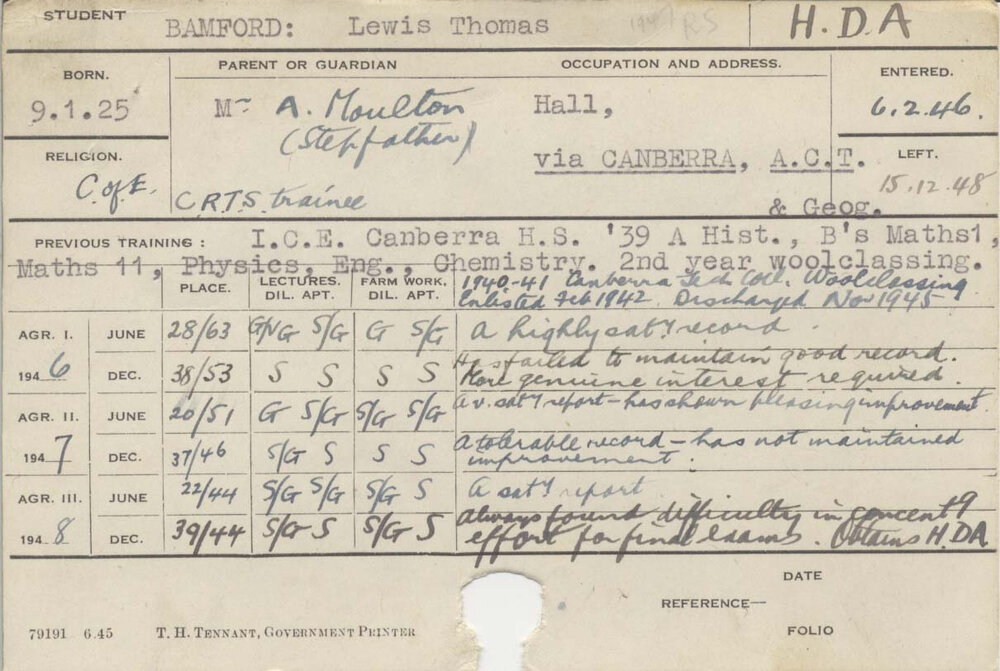 STUDENT BAMFORD: Lewis Thomas H.D.A
BORN. PARENT OR GUARDIAN OCCUPATION AND ADDRESS. ENTERED.
9.1.25 Mr A. Moulton Hall, 6.2.46.
(Stepfather)
RELIGION. via CANBERRA, A.C.T. LEFT.
C. of E. C.R.T.S. trainee 15.12.48
& Geog.
PREVIOUS TRAINING: I.C.E. Canberra H.S. '39 A Hist., B's Maths1,
Maths 11, Physics, Eng., Chemistry. 2nd year woolclassing.
PLACE. LECTURES. DIL. APT. FARM WORK, DIL. APT. 1940-41 Canberra Tech Coll. Woolclassing
Enlisted Feb 1942. Discharged Nov 1945
AGR. I. JUNE 28/63 G/VG S/G G S/G A highly sat'y record.
1946 DEC. 38/53 S S S S Has failed to maintain good record.
More genuine interest required.
AGR. II. JUNE 20/51 G S/G S/G S/G A v. sat'y report - has shown pleasing improvement.
1947 DEC. 37/46 S/G S S S A tolerable record - has not maintained
improvement.
AGR. III. JUNE 22/44 S/G S/G S/G S A sat'y report
1948 DEC. 39/44 S/G S S/G S Always found difficulty in concent'g
effort for final exams. Obtains H.D.A
DATE
REFERENCE—
79191 6.45 T. H. TENNANT, GOVERNMENT PRINTER FOLIO